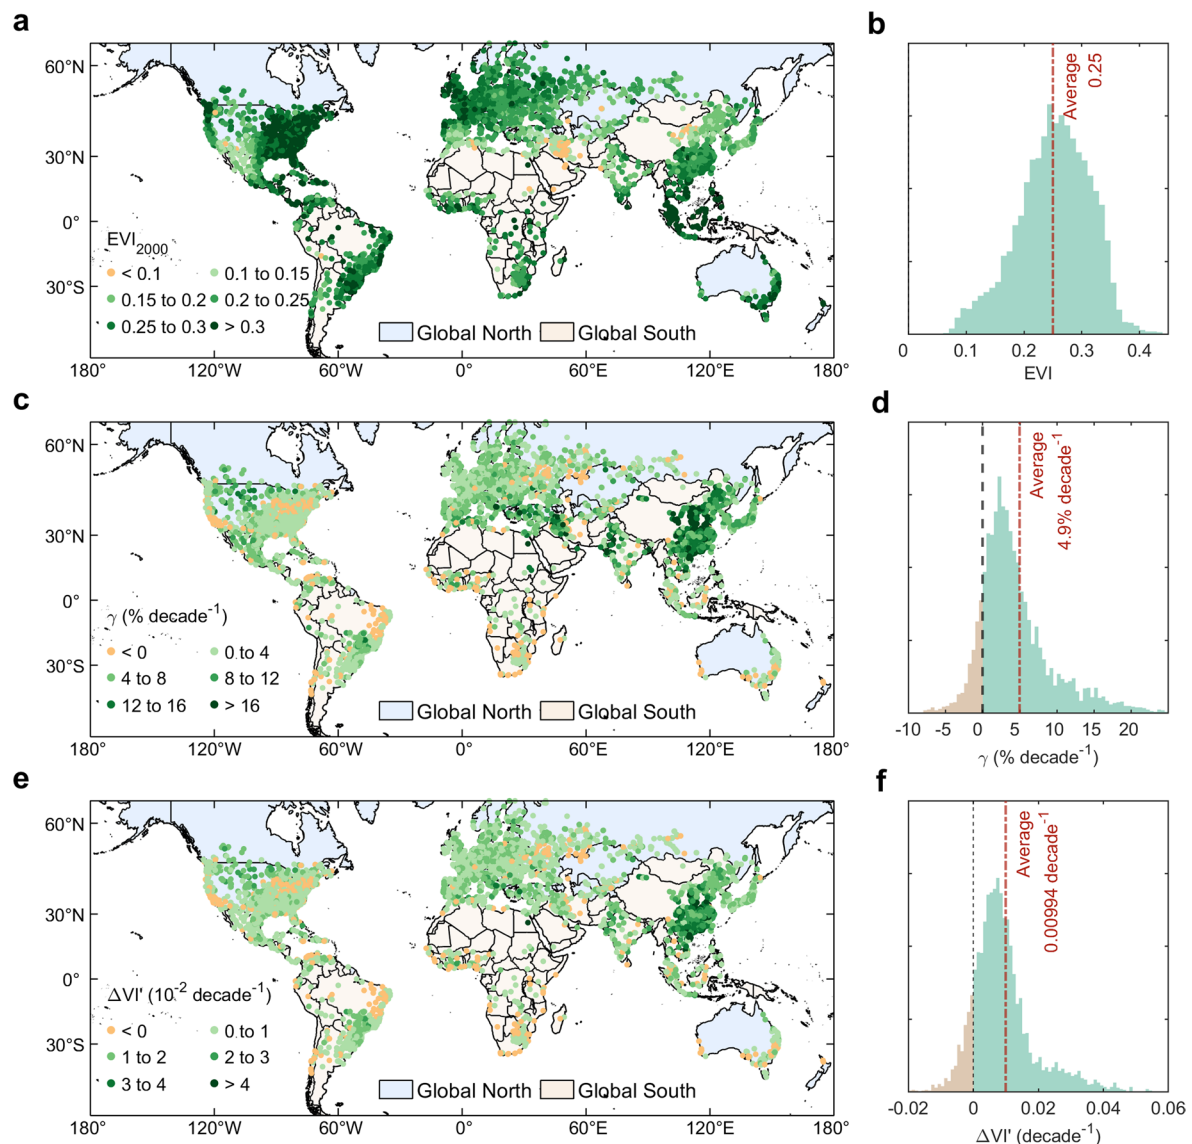 a
60°N
30°N
0°
30°S
EVI2000
< 0.1
0.1 to 0.15
0.15 to 0.2
0.2 to 0.25
0.25 to 0.3
> 0.3
Global North
Global South
180°
120°W
60°W
0°
60°E
120°E
180°
b
Average
0.25
0
0.1
0.2
0.3
0.4
EVI
c
60°N
30°N
0°
30°S
γ (% decade⁻¹)
< 0
0 to 4
4 to 8
8 to 12
12 to 16
> 16
Global North
Global South
180°
120°W
60°W
0°
60°E
120°E
180°
d
Average
4.9% decade⁻¹
-10
-5
0
5
10
15
20
γ (% decade⁻¹)
e
60°N
30°N
0°
30°S
ΔVI' (10⁻² decade⁻¹)
< 0
0 to 1
1 to 2
2 to 3
3 to 4
> 4
Global North
Global South
180°
120°W
60°W
0°
60°E
120°E
180°
f
Average
0.00994 decade⁻¹
-0.02
0
0.02
0.04
0.06
ΔVI' (decade⁻¹)